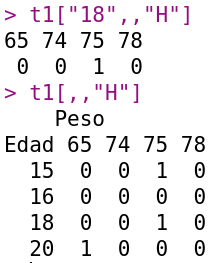 > t1["18",,"H"]
65 74 75 78
 0  0  1  0
> t1[,,"H"]
    Peso
Edad 65 74 75 78
  15  0  0  1  0
  16  0  0  0  0
  18  0  0  1  0
  20  1  0  0  0